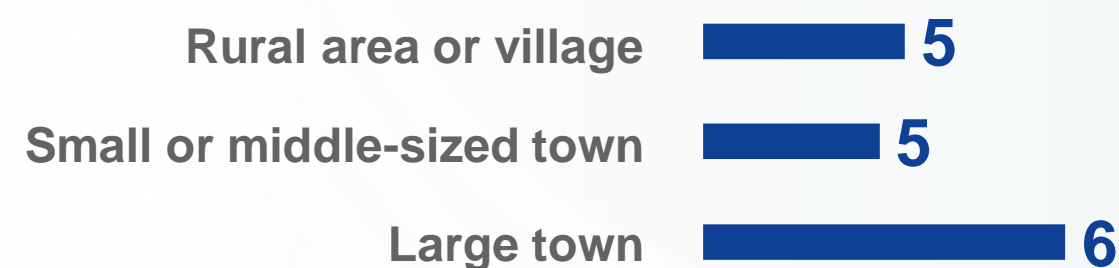 Rural area or village 5
Small or middle-sized town 5
Large town 6